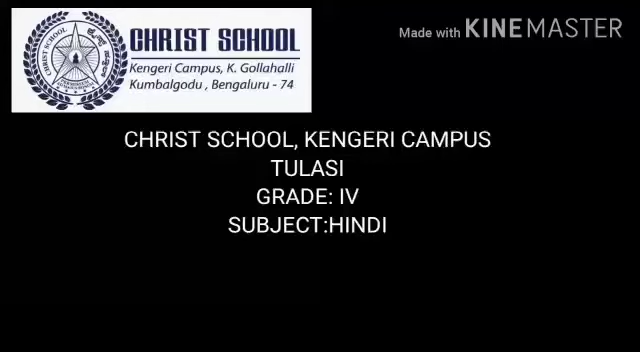 CHRIST SCHOOL
Kengeri Campus, K. Gollahalli
Kumbalgodu , Bengaluru - 74
Made with KINEMASTER
CHRIST SCHOOL, KENGERI CAMPUS
TULASI
GRADE: IV
SUBJECT:HINDI